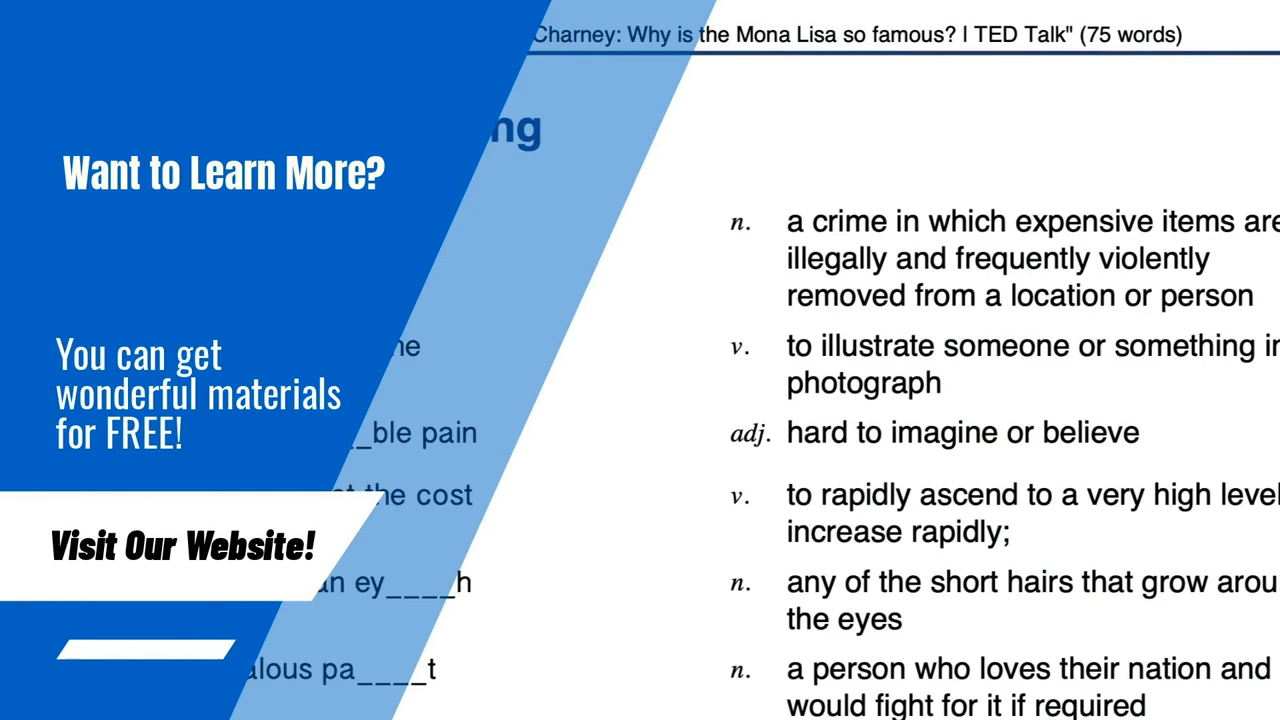 Charney: Why is the Mona Lisa so famous? | TED Talk" (75 words)
ng
Want to Learn More?
You can get
wonderful materials
for FREE!
Visit Our Website!
n. a crime in which expensive items are
illegally and frequently violently
removed from a location or person
he v. to illustrate someone or something in
photograph
_ble pain adj. hard to imagine or believe
the cost v. to rapidly ascend to a very high level
increase rapidly;
an ey____h n. any of the short hairs that grow arou
the eyes
alous pa____t n. a person who loves their nation and
would fight for it if required